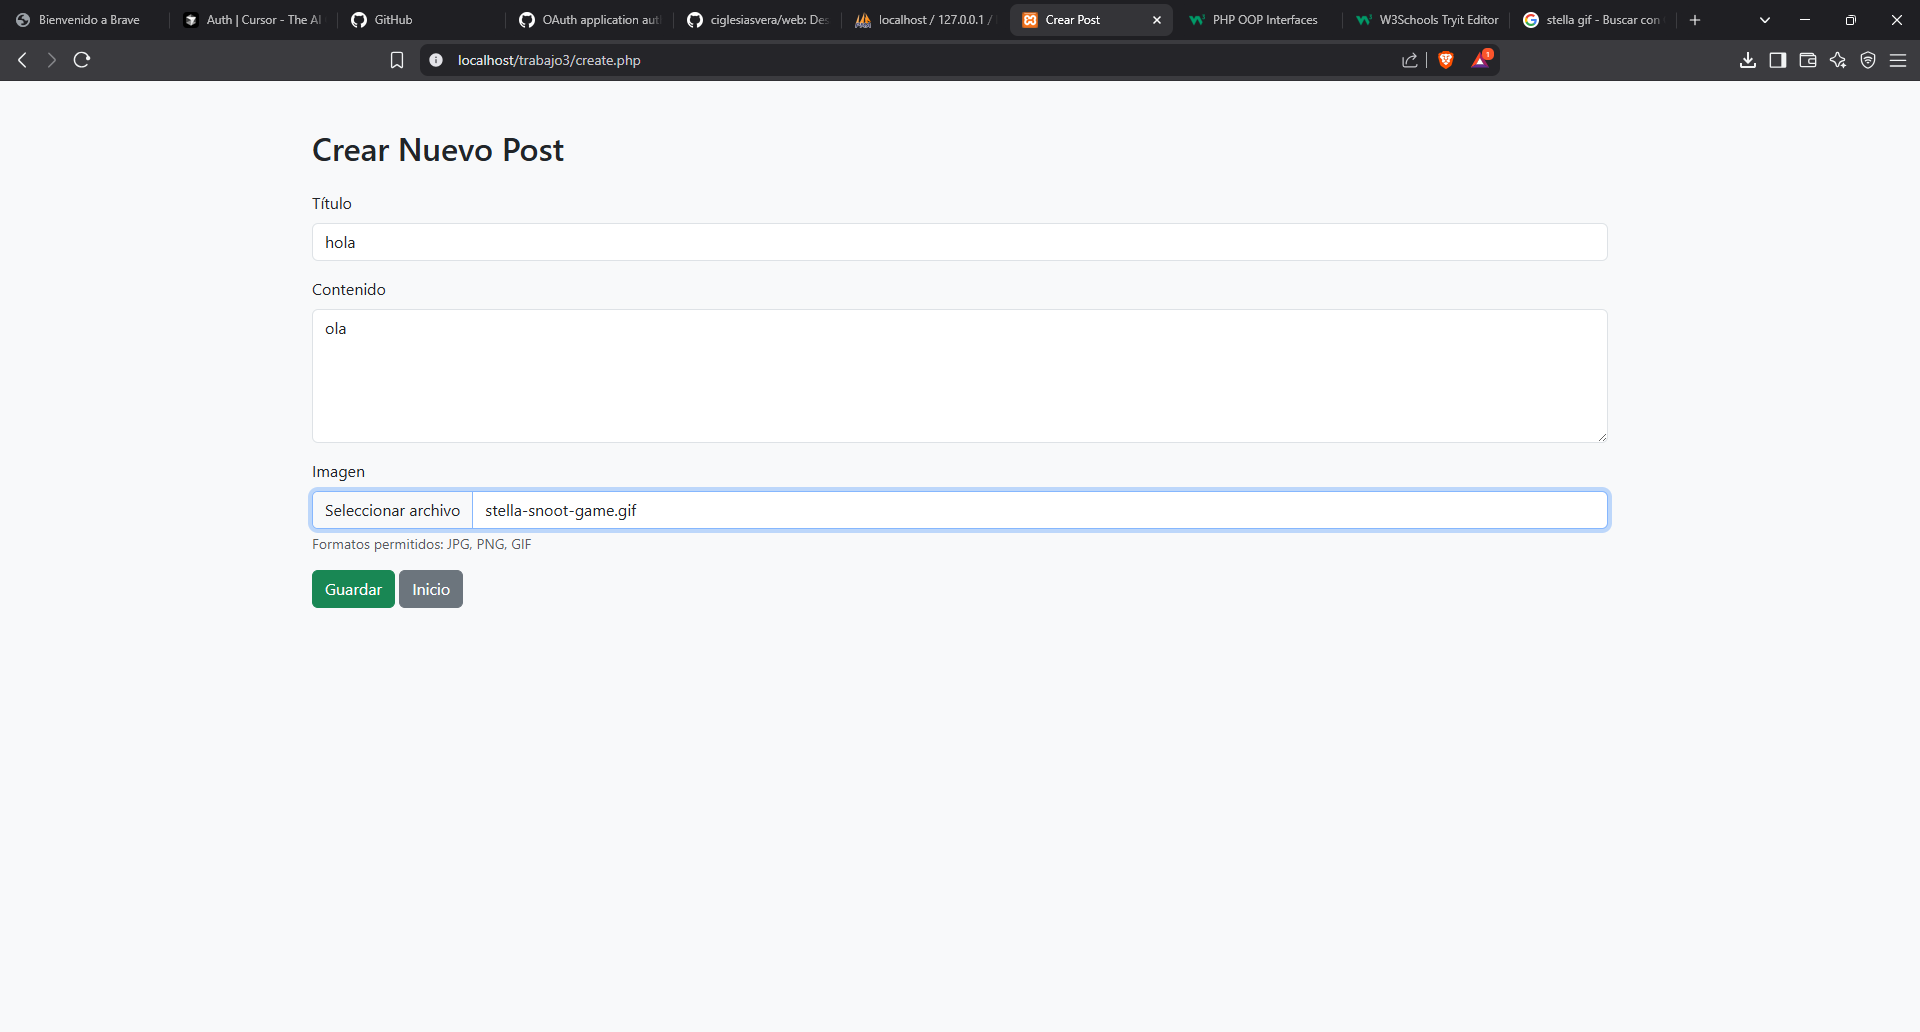 Bienvenido a Brave
Auth | Cursor - The AI
GitHub
OAuth application aut
ciglesiasvera/web: Des
localhost / 127.0.0.1 /
Crear Post
PHP OOP Interfaces
W3Schools Tryit Editor
stella gif - Buscar con
localhost/trabajo3/create.php
1
Crear Nuevo Post
Título
hola
Contenido
ola
Imagen
Seleccionar archivo stella-snoot-game.gif
Formatos permitidos: JPG, PNG, GIF
Guardar Inicio